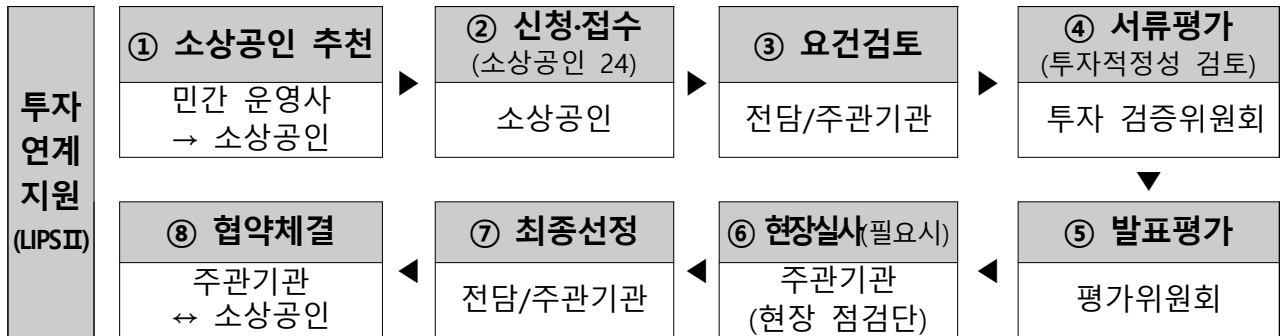 투자
연계
지원
(LIPSⅡ)
① 소상공인 추천
민간 운영사
→ 소상공인
② 신청·접수
(소상공인 24)
소상공인
③ 요건검토
전담/주관기관
④ 서류평가
(투자적정성 검토)
투자 검증위원회
⑤ 발표평가
평가위원회
⑥ 현장실사(필요시)
주관기관
(현장 점검단)
⑦ 최종선정
전담/주관기관
⑧ 협약체결
주관기관
↔ 소상공인